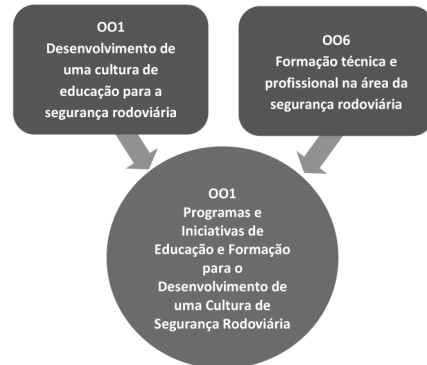 OO1
Desenvolvimento de
uma cultura de
educação para a
segurança rodoviária
OO6
Formação técnica e
profissional na área da
segurança rodoviária
OO1
Programas e
Iniciativas de
Educação e Formação
para o
Desenvolvimento de
uma Cultura de
Segurança Rodoviária